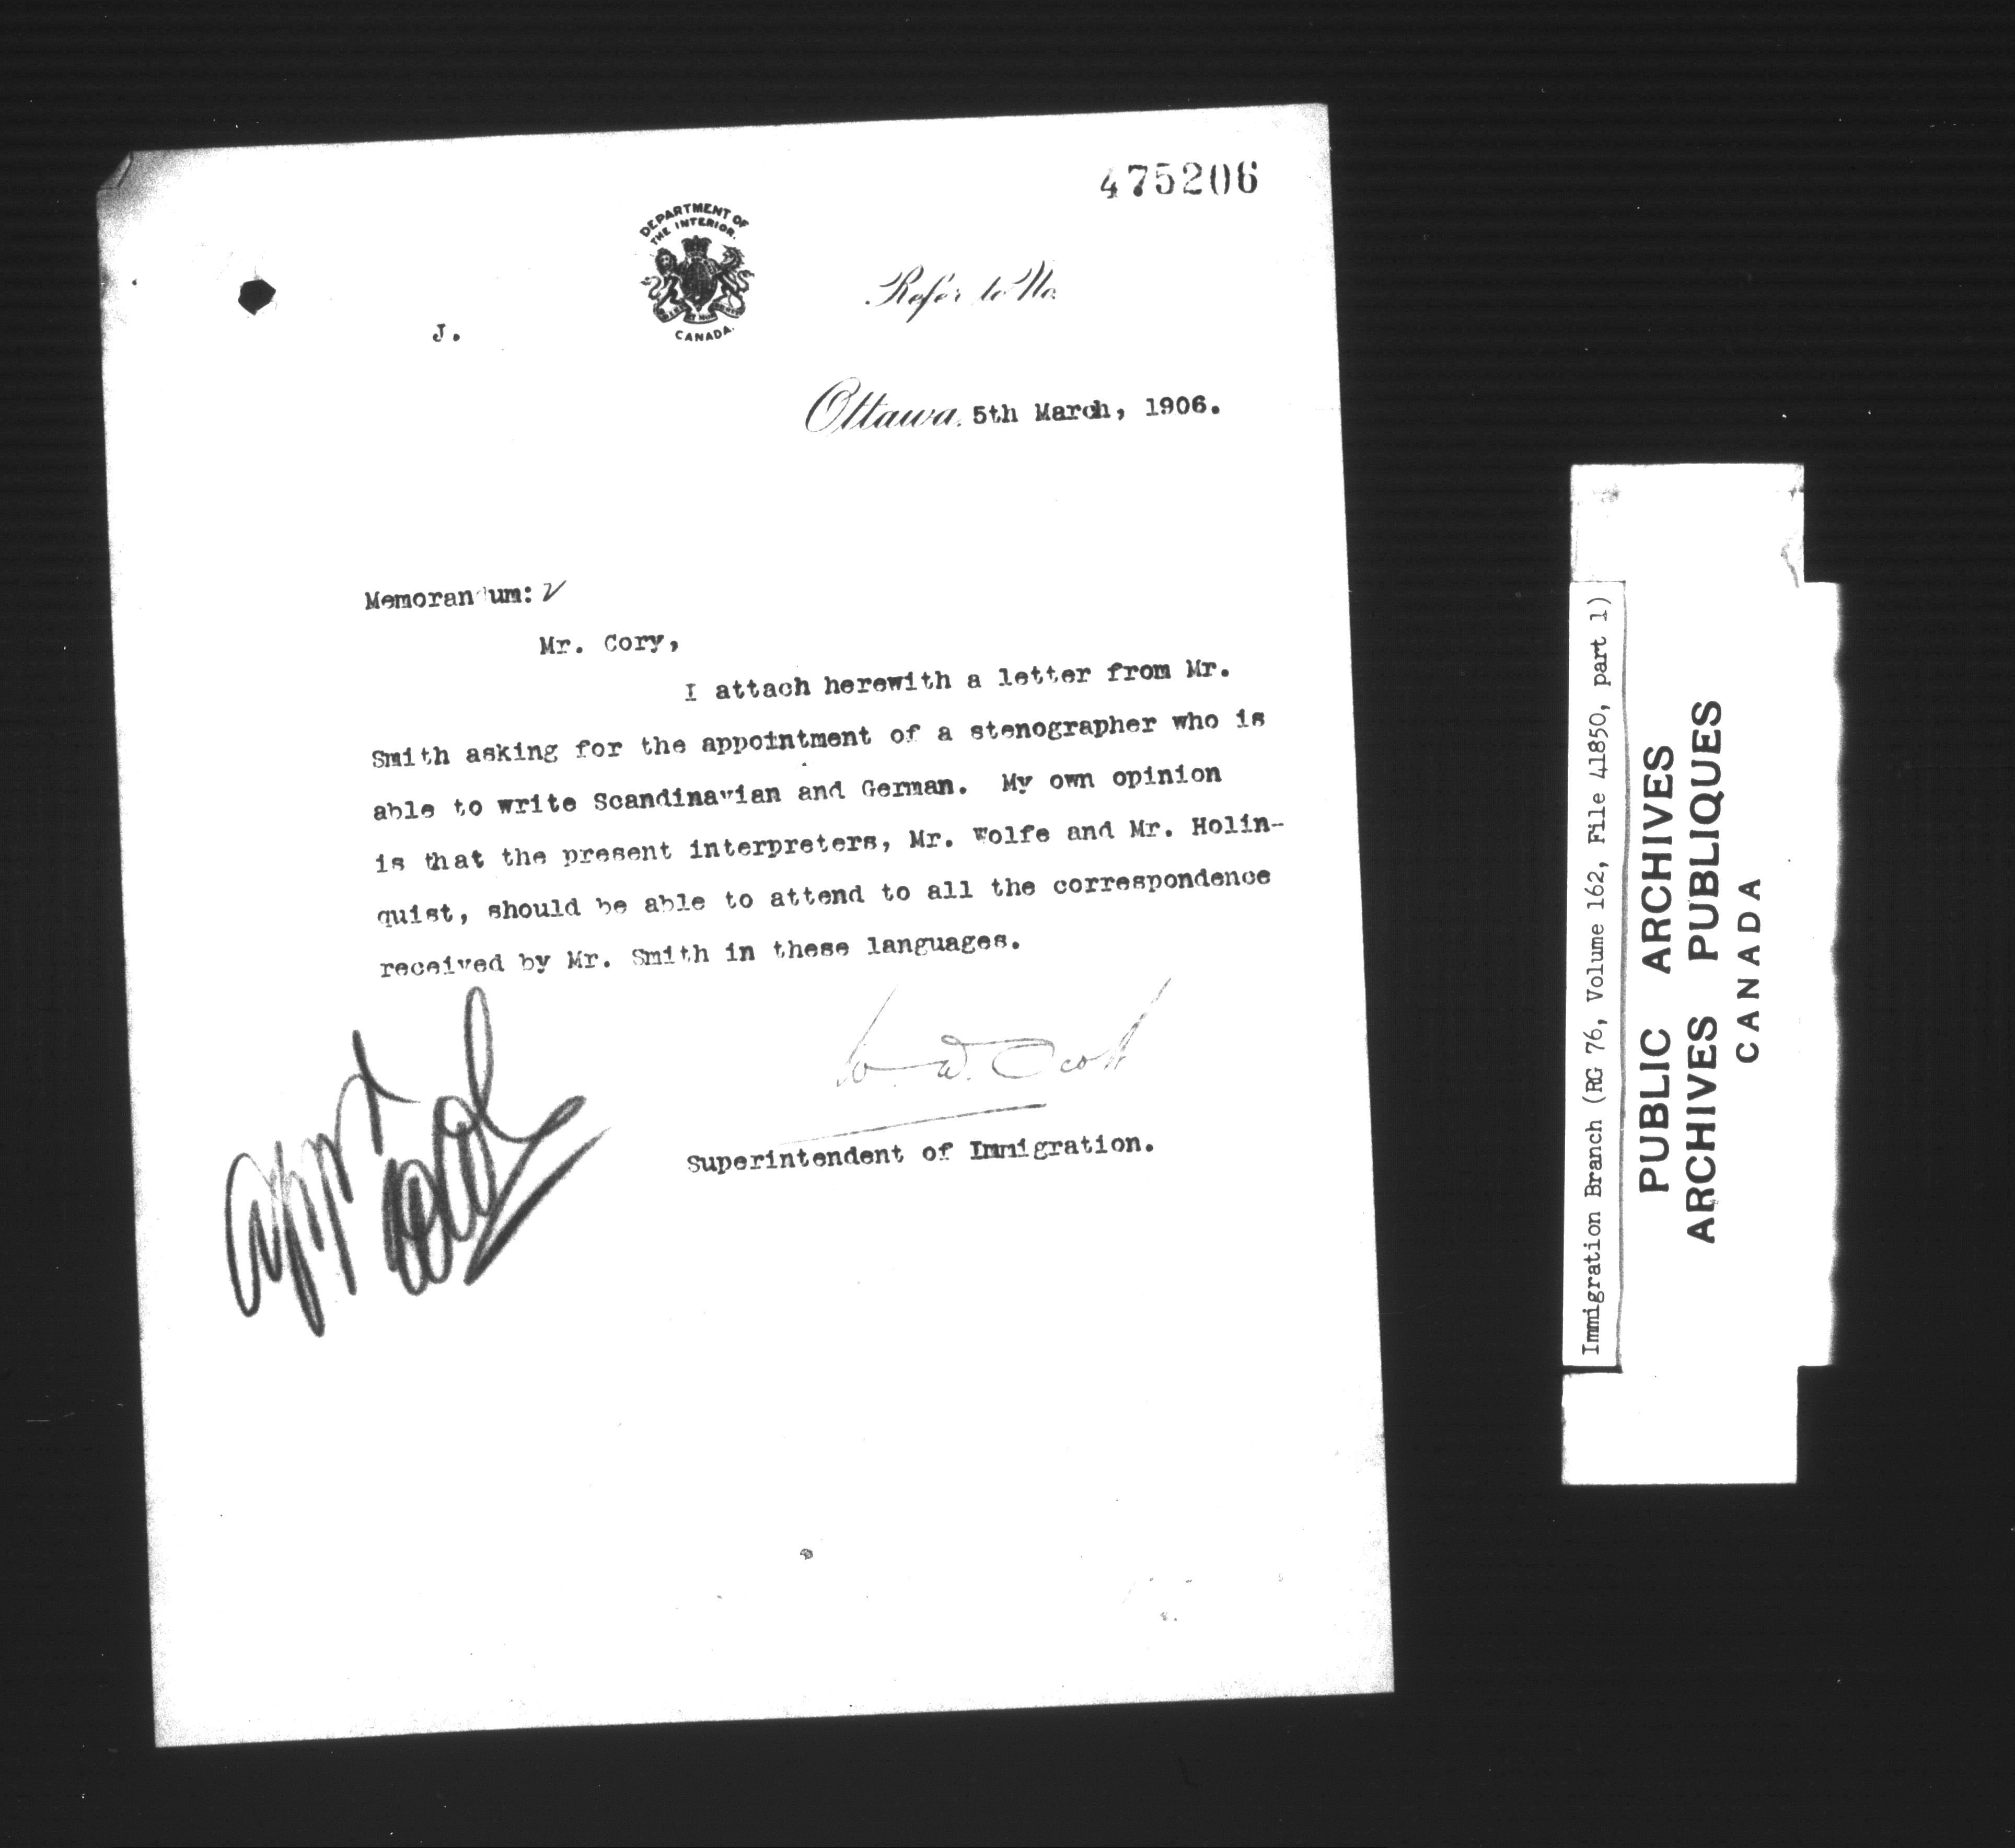 475206
DEPARTMENT OF
THE INTERIOR.
CANADA.
Refer to No.
J.
Ottawa, 5th March, 1906.
Memorandum:
Mr. Cory,
I attach herewith a letter from Mr.
Smith asking for the appointment of a stenographer who is
able to write Scandinavian and German. My own opinion
is that the present interpreters, Mr. Wolfe and Mr. Holin-
quist, should be able to attend to all the correspondence
received by Mr. Smith in these languages.
W. D. Scott
Superintendent of Immigration.
Immigration Branch (RG 76, Volume 162, File 41850, part 1)
PUBLIC ARCHIVES
ARCHIVES PUBLIQUES
CANADA